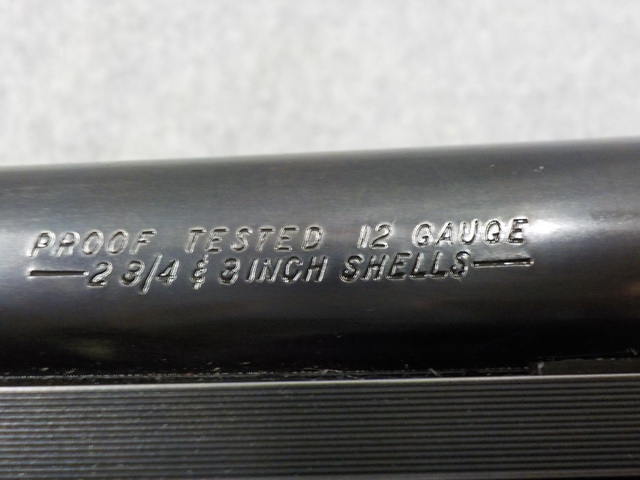 PROOF TESTED 12 GAUGE
—2 3/4 & 3 INCH SHELLS—